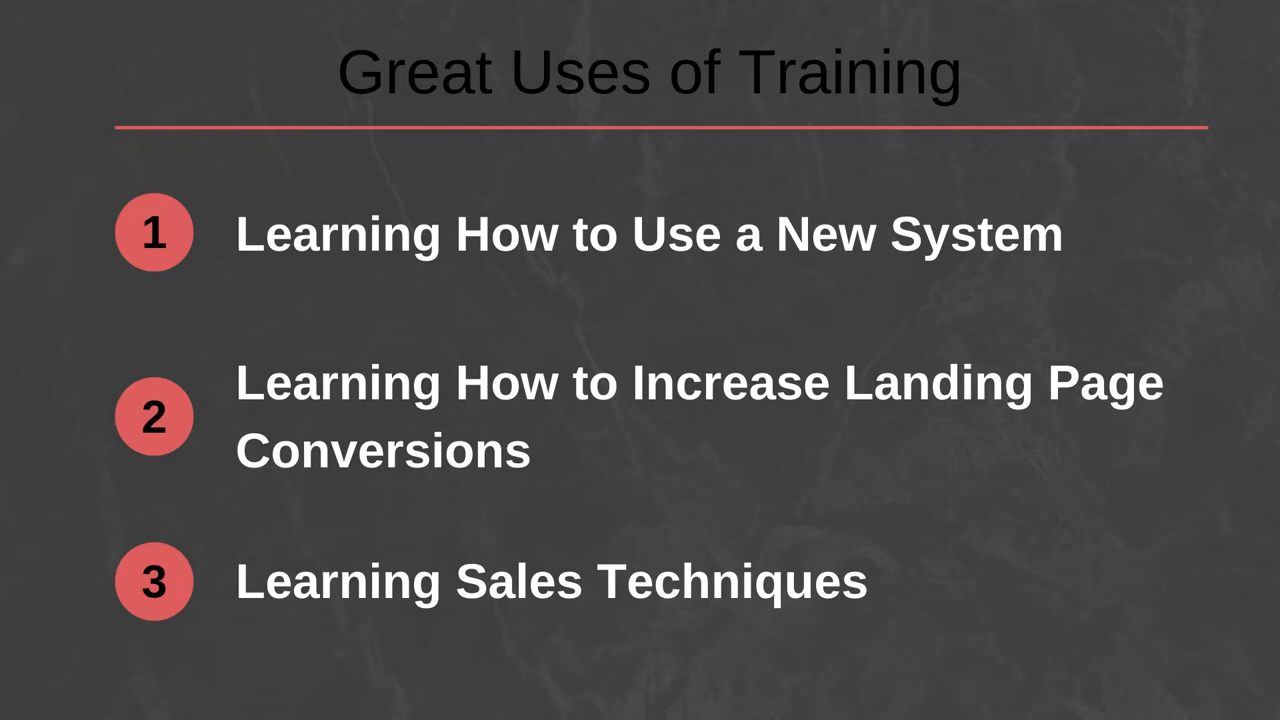 Great Uses of Training
1 Learning How to Use a New System
2 Learning How to Increase Landing Page
Conversions
3 Learning Sales Techniques